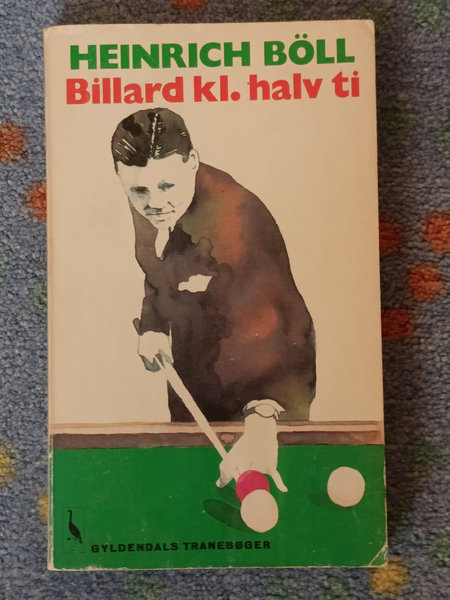 HEINRICH BÖLL
Billard kl. halv ti
GYLDENDALS TRANEBØGER